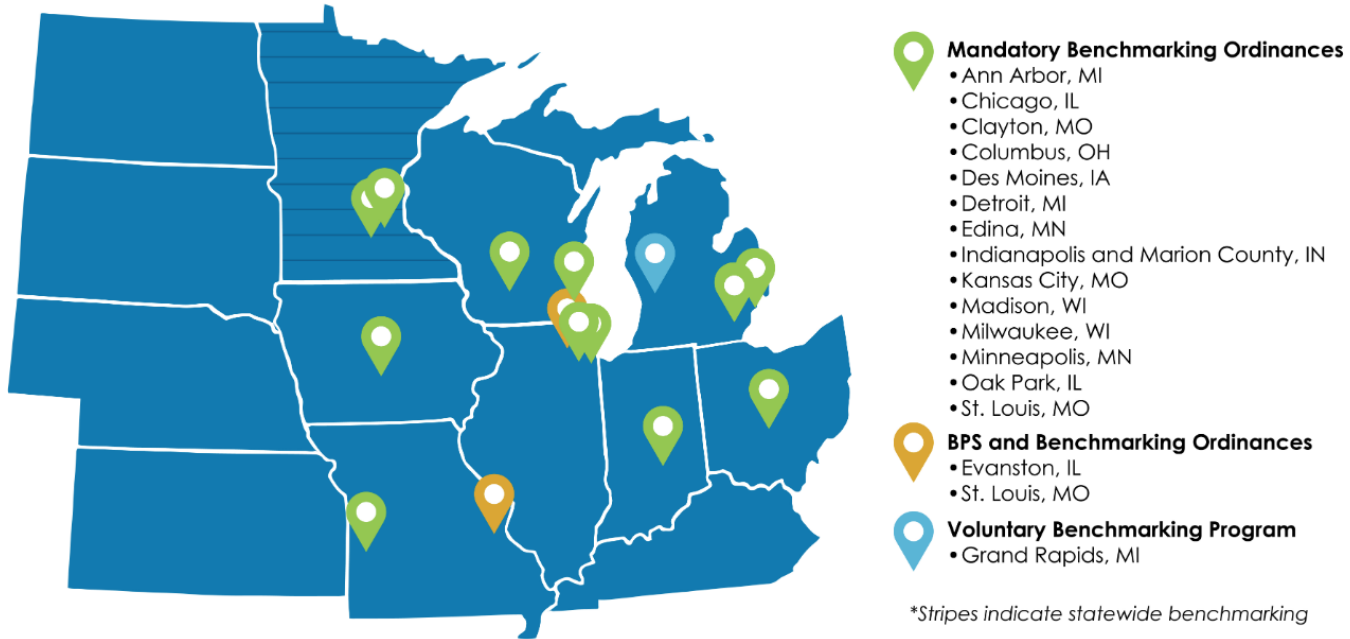 Mandatory Benchmarking Ordinances
• Ann Arbor, MI
• Chicago, IL
• Clayton, MO
• Columbus, OH
• Des Moines, IA
• Detroit, MI
• Edina, MN
• Indianapolis and Marion County, IN
• Kansas City, MO
• Madison, WI
• Milwaukee, WI
• Minneapolis, MN
• Oak Park, IL
• St. Louis, MO
BPS and Benchmarking Ordinances
• Evanston, IL
• St. Louis, MO
Voluntary Benchmarking Program
• Grand Rapids, MI
*Stripes indicate statewide benchmarking